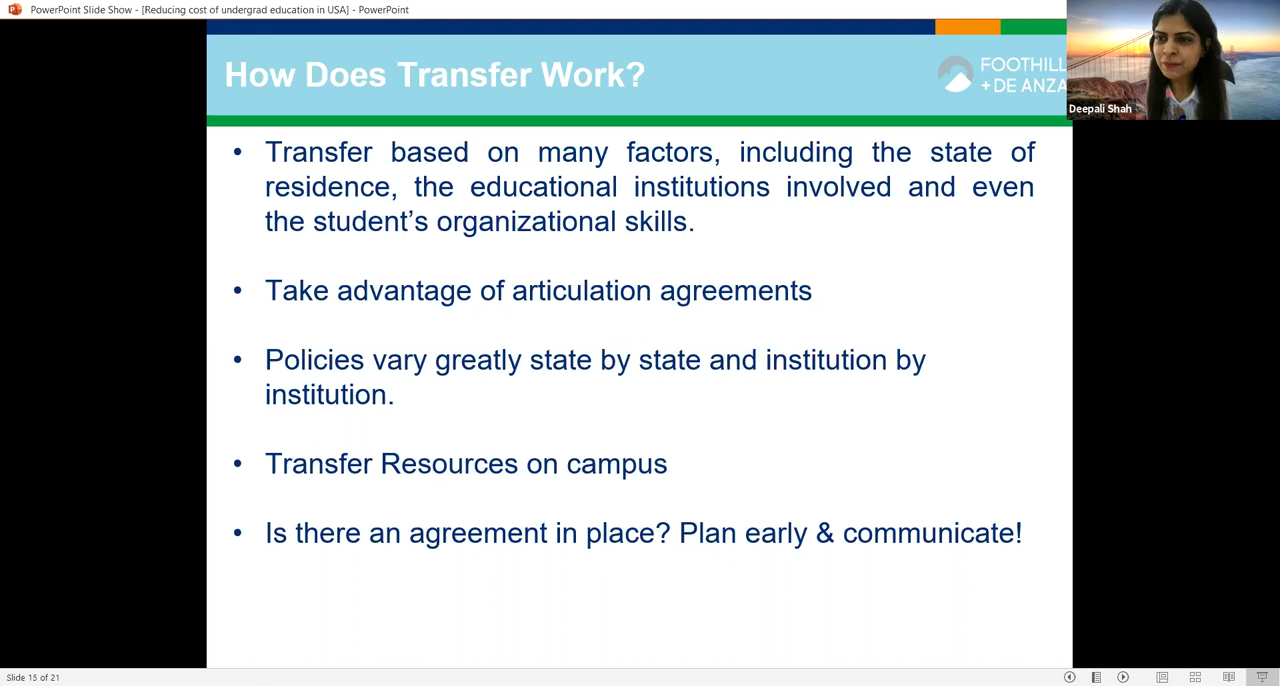 PowerPoint Slide Show - [Reducing cost of undergrad education in USA] - PowerPoint
How Does Transfer Work?
FOOTHILL
+DE ANZA
Deepali Shah
• Transfer based on many factors, including the state of
residence, the educational institutions involved and even
the student’s organizational skills.
• Take advantage of articulation agreements
• Policies vary greatly state by state and institution by
institution.
• Transfer Resources on campus
• Is there an agreement in place? Plan early & communicate!
Slide 15 of 21